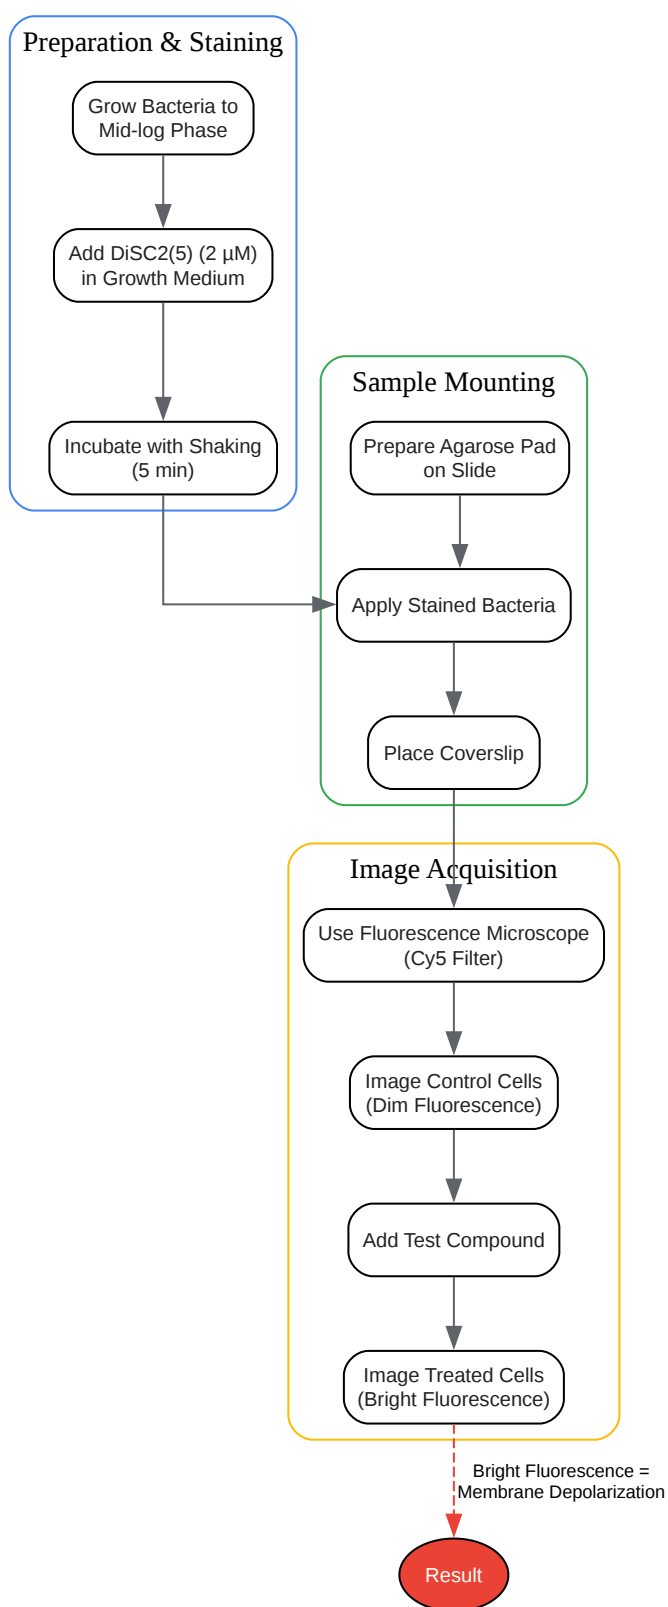 Preparation & Staining
Grow Bacteria to
Mid-log Phase
Add DiSC2(5) (2 µM)
in Growth Medium
Incubate with Shaking
(5 min)
Sample Mounting
Prepare Agarose Pad
on Slide
Apply Stained Bacteria
Place Coverslip
Image Acquisition
Use Fluorescence Microscope
(Cy5 Filter)
Image Control Cells
(Dim Fluorescence)
Add Test Compound
Image Treated Cells
(Bright Fluorescence)
Bright Fluorescence =
Membrane Depolarization
Result